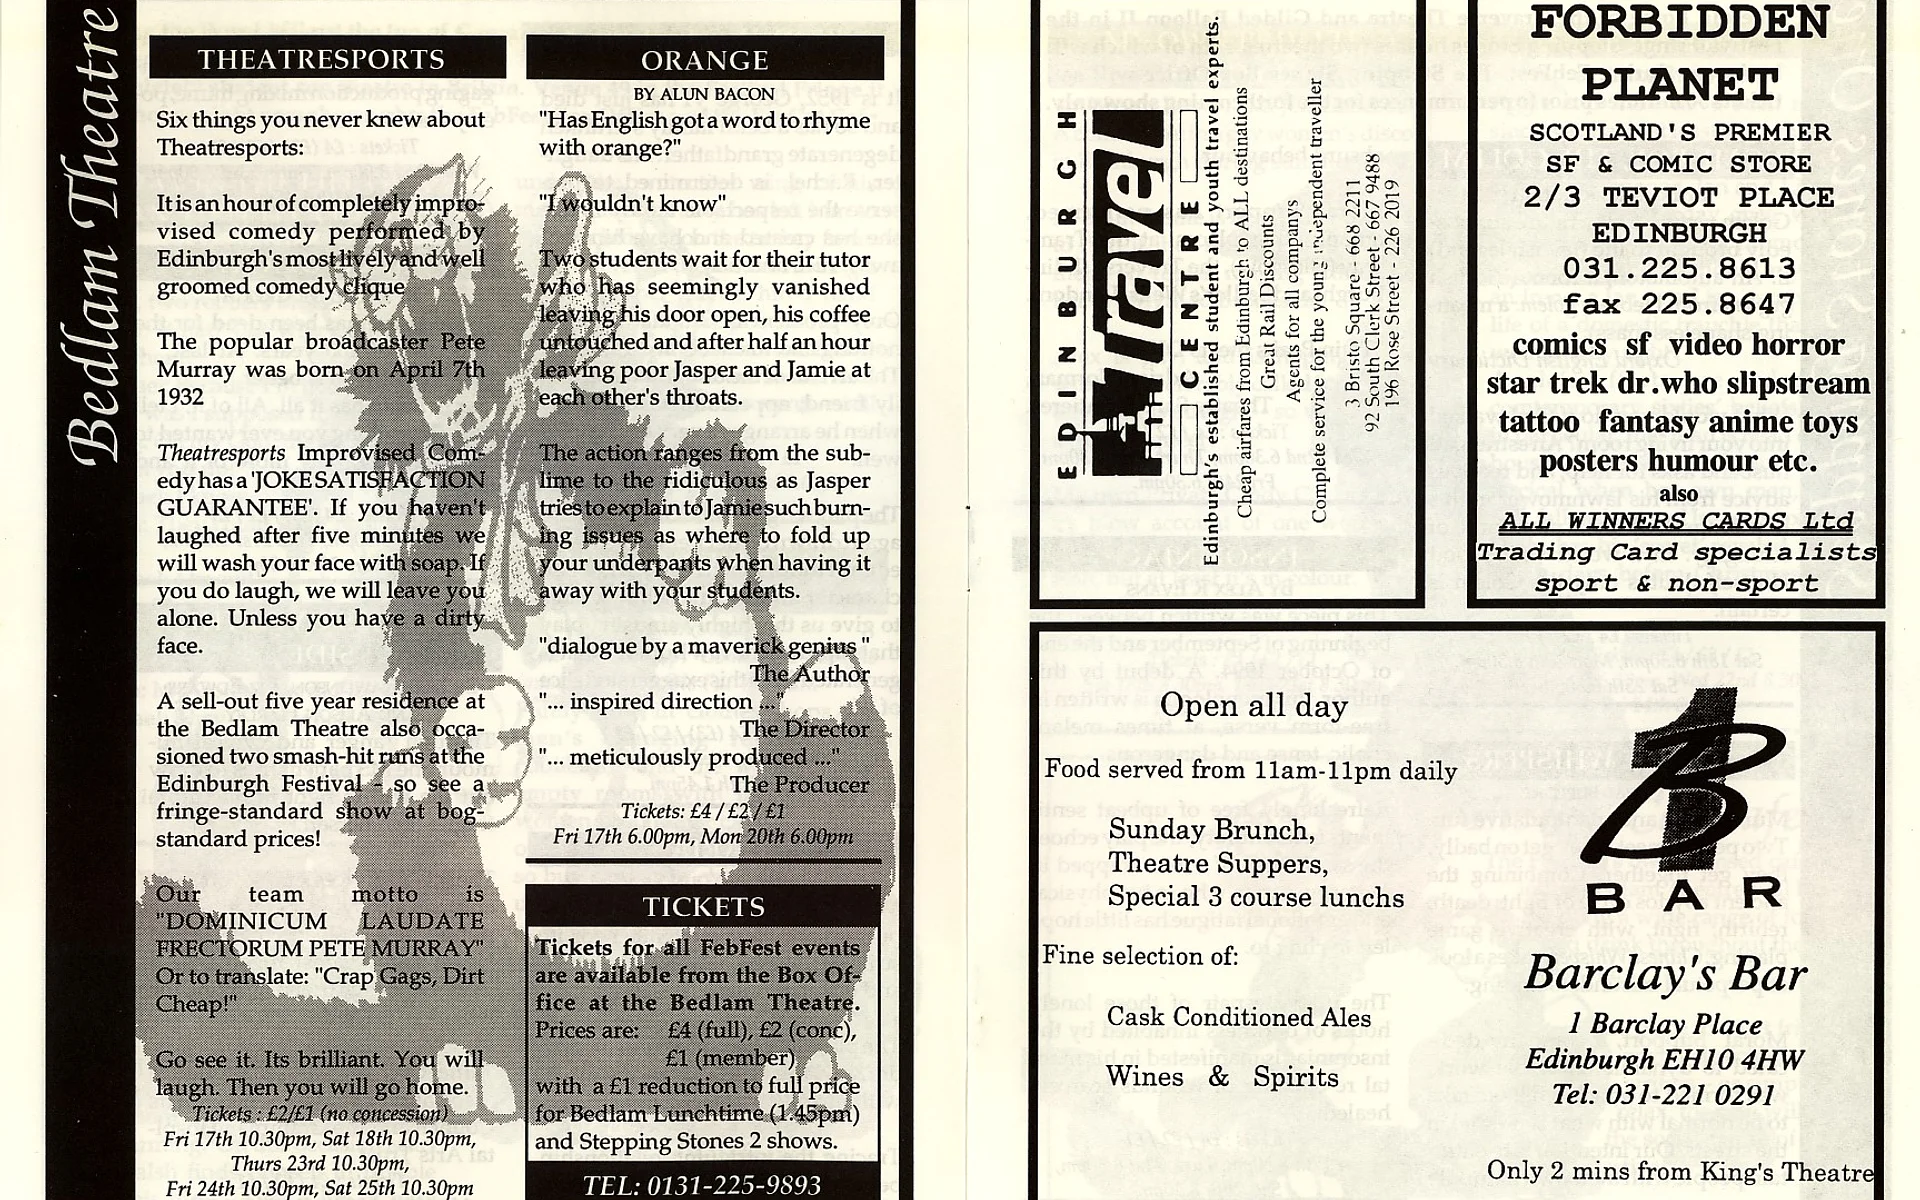 Bedlam Theatre
THEATRESPORTS
Six things you never knew about
Theatresports:
It is an hour of completely impro-
vised comedy performed by
Edinburgh's most lively and well
groomed comedy clique
The popular broadcaster Pete
Murray was born on April 7th
1932
Theatresports Improvised Com-
edy has a 'JOKE SATISFACTION
GUARANTEE'. If you haven't
laughed after five minutes we
will wash your face with soap. If
you do laugh, we will leave you
alone. Unless you have a dirty
face.
A sell-out five year residence at
the Bedlam Theatre also occa-
sioned two smash-hit runs at the
Edinburgh Festival - so see a
fringe-standard show at bog-
standard prices!
Our team motto is
"DOMINICUM LAUDATE
FRECTORUM PETE MURRAY"
Or to translate: "Crap Gags, Dirt
Cheap!"
Go see it. Its brilliant. You will
laugh. Then you will go home.
Tickets : £2/£1 (no concession)
Fri 17th 10.30pm, Sat 18th 10.30pm,
Thurs 23rd 10.30pm,
Fri 24th 10.30pm, Sat 25th 10.30pm
ORANGE
BY ALUN BACON
"Has English got a word to rhyme
with orange?"
"I wouldn't know"
Two students wait for their tutor
who has seemingly vanished
leaving his door open, his coffee
untouched and after half an hour
leaving poor Jasper and Jamie at
each other's throats.
The action ranges from the sub-
lime to the ridiculous as Jasper
tries to explain to Jamie such burn-
ing issues as where to fold up
your underpants when having it
away with your students.
"dialogue by a maverick genius "
The Author
"... inspired direction ..."
The Director
"... meticulously produced ..."
The Producer
Tickets: £4 / £2 / £1
Fri 17th 6.00pm, Mon 20th 6.00pm
TICKETS
Tickets for all FebFest events
are available from the Box Of-
fice at the Bedlam Theatre.
Prices are: £4 (full), £2 (conc),
£1 (member)
with a £1 reduction to full price
for Bedlam Lunchtime (1.45pm)
and Stepping Stones 2 shows.
TEL: 0131-225-9893
EDINBURGH
Travel
CENTRE
Edinburgh's established student and youth travel experts.
Cheap airfares from Edinburgh to ALL destinations
Great Rail Discounts
Agents for all companys
Complete service for the young independent traveller
3 Bristo Square - 668 2211
92 South Clerk Street - 667 9488
196 Rose Street - 226 2019
FORBIDDEN
PLANET
SCOTLAND'S PREMIER
SF & COMIC STORE
2/3 TEVIOT PLACE
EDINBURGH
031.225.8613
fax 225.8647
comics sf video horror
star trek dr.who slipstream
tattoo fantasy anime toys
posters humour etc.
also
ALL WINNERS CARDS Ltd
Trading Card specialists
sport & non-sport
Open all day
Food served from 11am-11pm daily
Sunday Brunch,
Theatre Suppers,
Special 3 course lunchs
Fine selection of:
Cask Conditioned Ales
Wines & Spirits
B1
BAR
Barclay's Bar
1 Barclay Place
Edinburgh EH10 4HW
Tel: 031-221 0291
Only 2 mins from King's Theatre